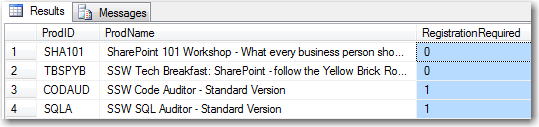 Results Messages
ProdID ProdName RegistrationRequired
1 SHA101 SharePoint 101 Workshop - What every business person sho... 0
2 TBSPYB SSW Tech Breakfast: SharePoint - follow the Yellow Brick Ro... 0
3 CODAUD SSW Code Auditor - Standard Version 1
4 SQLA SSW SQL Auditor - Standard Version 1